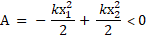 A = − kx₁²/2 + kx₂²/2 < 0